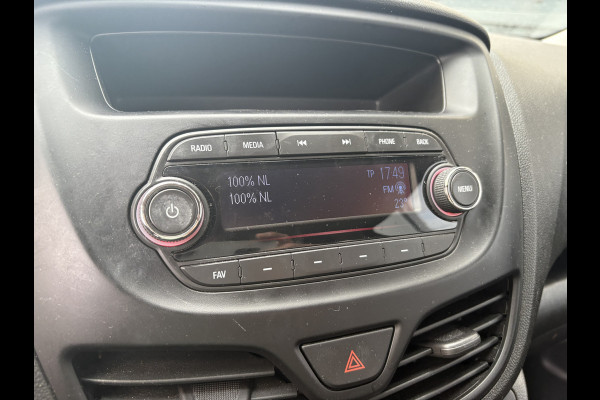 RADIO MEDIA PHONE BACK
100% NL TP 17:49
100% NL FM
MENU
FAV